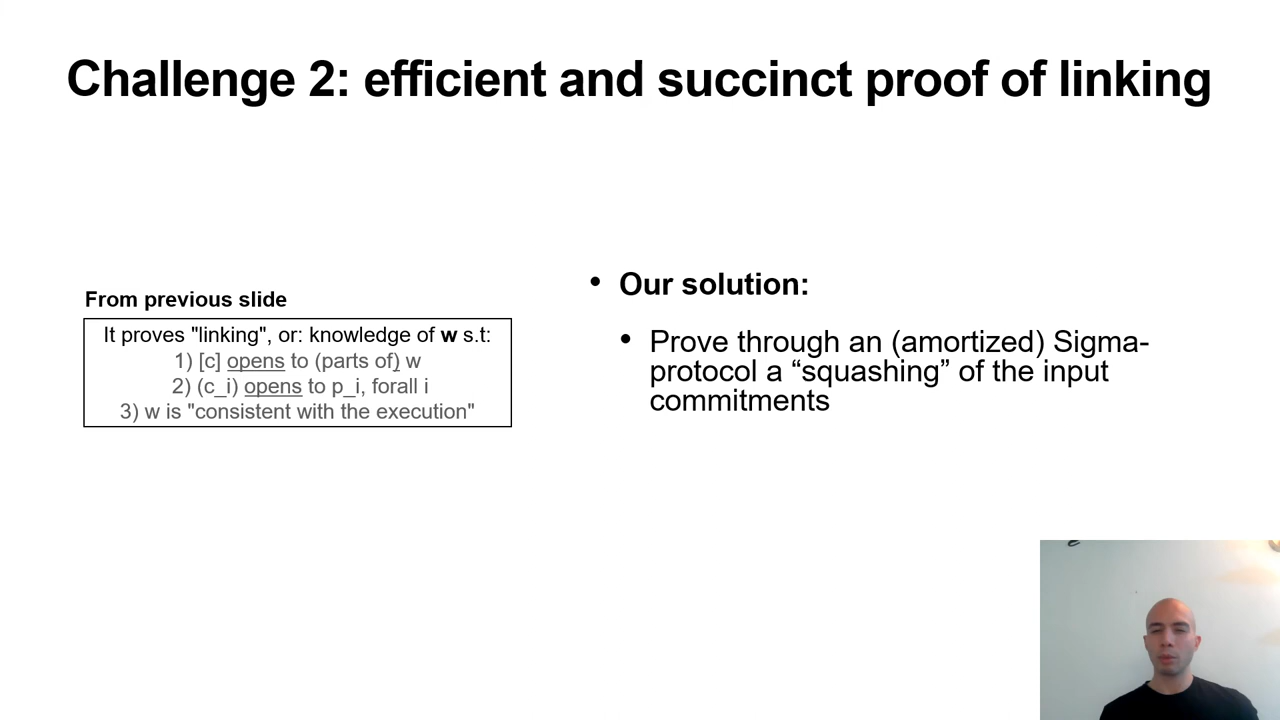 Challenge 2: efficient and succinct proof of linking
From previous slide
It proves "linking", or: knowledge of w s.t:
1) [c] opens to (parts of) w
2) (c_i) opens to p_i, forall i
3) w is "consistent with the execution"
• Our solution:
• Prove through an (amortized) Sigma-
protocol a “squashing” of the input
commitments